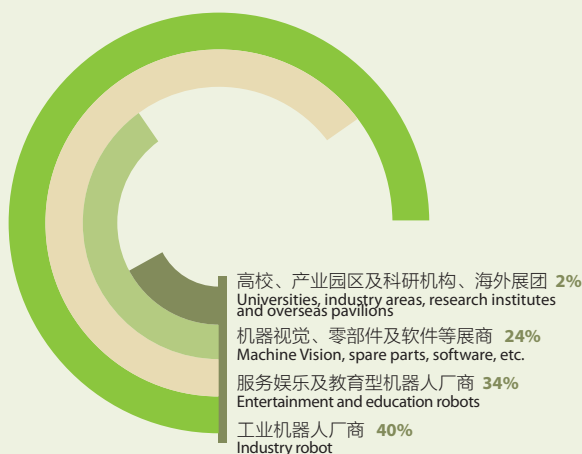 高校、产业园区及科研机构、海外展团 2%
Universities, industry areas, research institutes
and overseas pavilions
机器视觉、零部件及软件等展商 24%
Machine Vision, spare parts, software, etc.
服务娱乐及教育型机器人厂商 34%
Entertainment and education robots
工业机器人厂商 40%
Industry robot